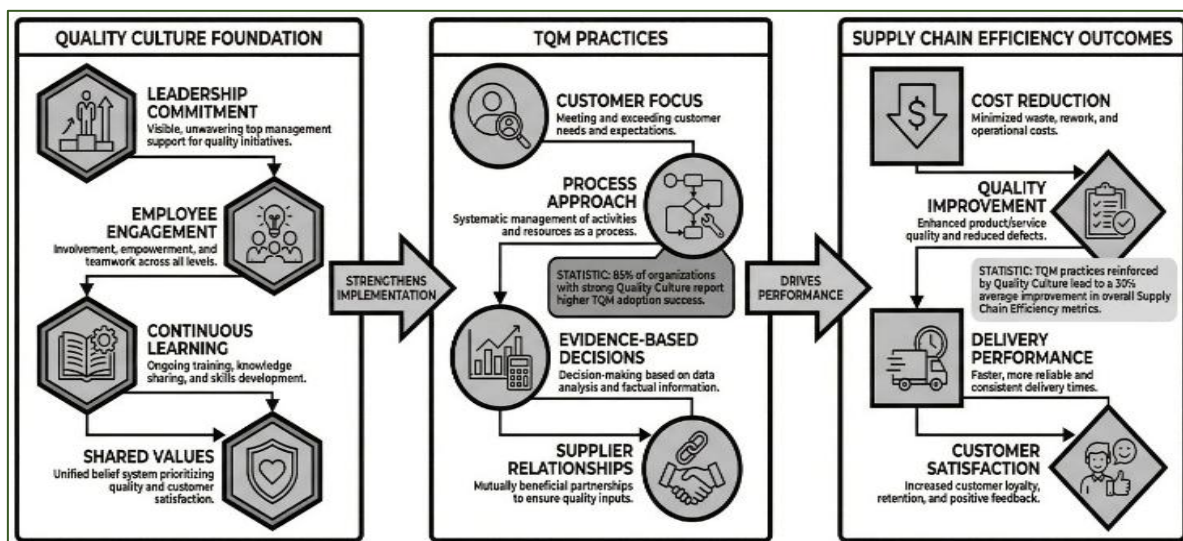 QUALITY CULTURE FOUNDATION
LEADERSHIP
COMMITMENT
Visible, unwavering top management
support for quality initiatives.
EMPLOYEE
ENGAGEMENT
Involvement, empowerment, and
teamwork across all levels.
CONTINUOUS
LEARNING
Ongoing training, knowledge
sharing, and skills development.
SHARED VALUES
Unified belief system prioritizing
quality and customer
satisfaction.
STRENGTHENS
IMPLEMENTATION
TQM PRACTICES
CUSTOMER FOCUS
Meeting and exceeding customer
needs and expectations.
PROCESS
APPROACH
Systematic management of activities
and resources as a process.
STATISTIC: 85% of organizations
with strong Quality Culture report
higher TQM adoption success.
EVIDENCE-BASED
DECISIONS
Decision-making based on data
analysis and factual information.
SUPPLIER
RELATIONSHIPS
Mutually beneficial partnerships
to ensure quality inputs.
DRIVES
PERFORMANCE
SUPPLY CHAIN EFFICIENCY OUTCOMES
$
COST REDUCTION
Minimized waste, rework, and
operational costs.
QUALITY
IMPROVEMENT
Enhanced product/service
quality and reduced defects.
STATISTIC: TQM practices reinforced
by Quality Culture lead to a 30%
average improvement in overall Supply
Chain Efficiency metrics.
DELIVERY
PERFORMANCE
Faster, more reliable and
consistent delivery times.
CUSTOMER
SATISFACTION
Increased customer loyalty,
retention, and positive feedback.